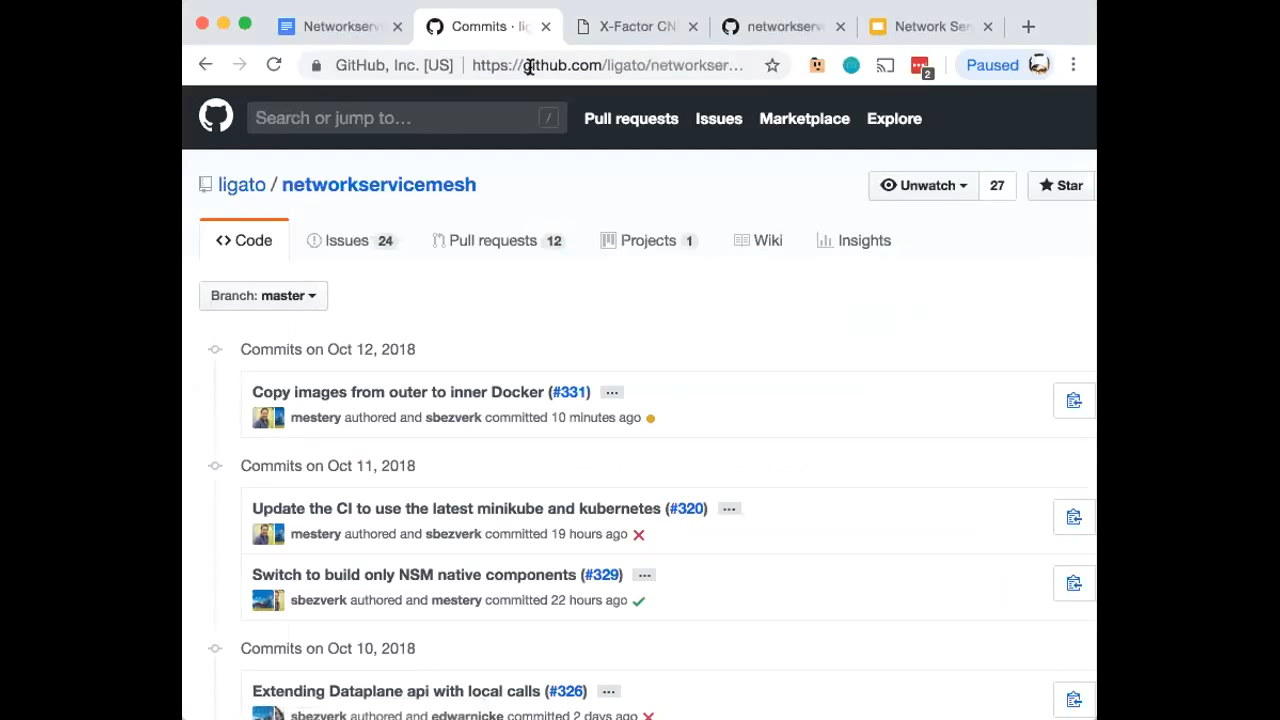 Networkservi
Commits · lig
X-Factor CN
networkserv
Network Ser
GitHub, Inc. [US]
https://github.com/ligato/networkser...
2
Paused
Search or jump to...
/
Pull requests
Issues
Marketplace
Explore
ligato / networkservicemesh
Unwatch
27
Star
Code
Issues 24
Pull requests 12
Projects 1
Wiki
Insights
Branch: master
Commits on Oct 12, 2018
Copy images from outer to inner Docker (#331) ...
mestery authored and sbezverk committed 10 minutes ago
Commits on Oct 11, 2018
Update the CI to use the latest minikube and kubernetes (#320) ...
mestery authored and sbezverk committed 19 hours ago
Switch to build only NSM native components (#329) ...
sbezverk authored and mestery committed 22 hours ago
Commits on Oct 10, 2018
Extending Dataplane api with local calls (#326) ...
sbezverk authored and edwarnicke committed 2 days ago